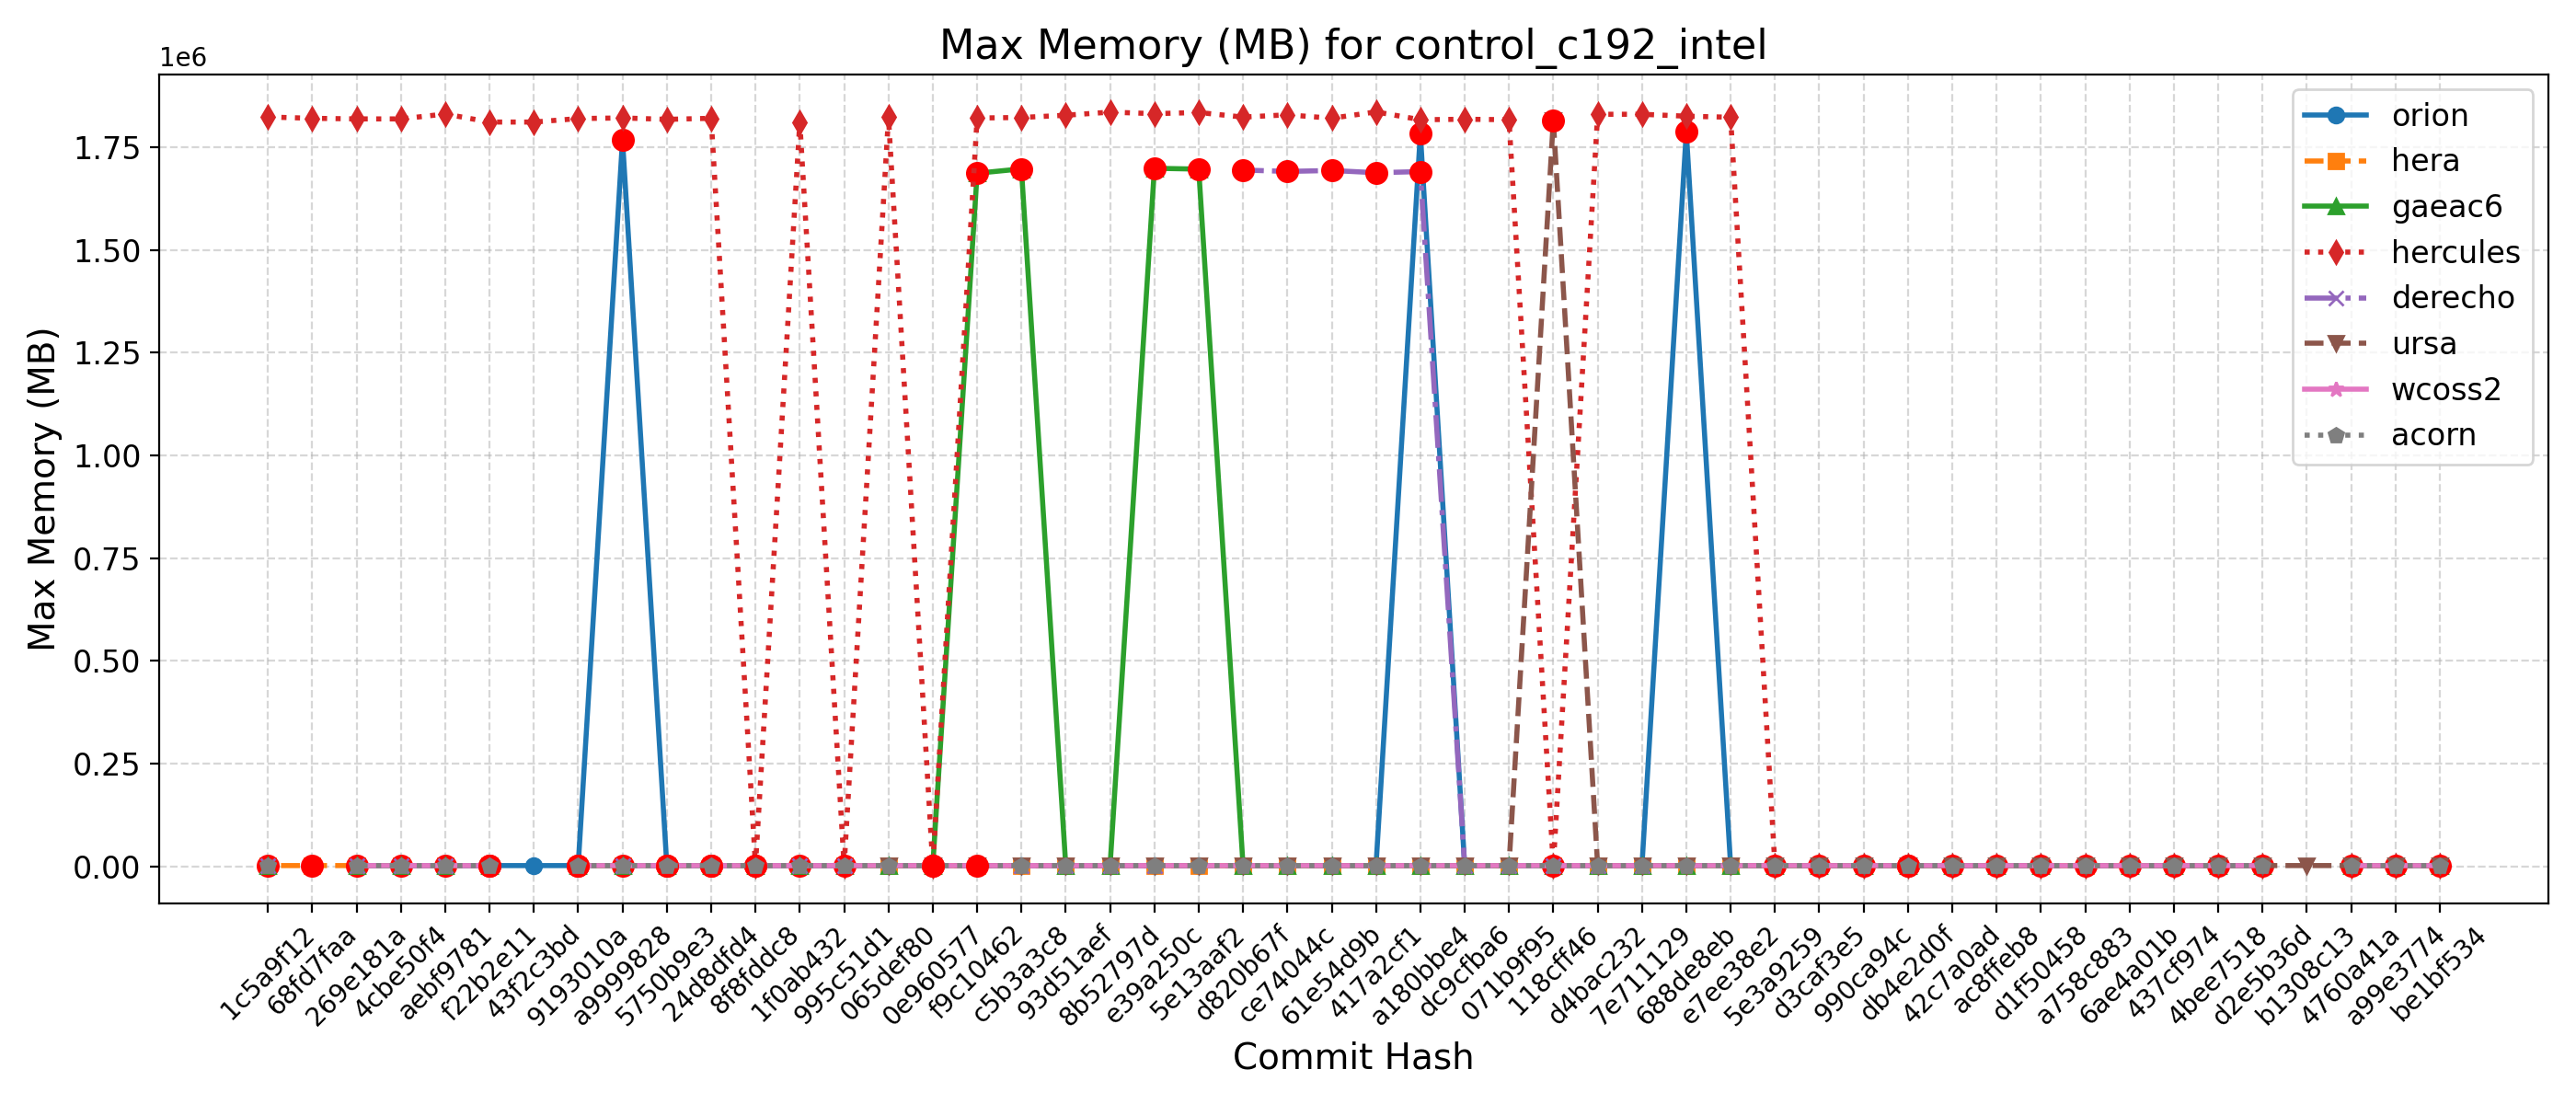 Max Memory (MB) for control_c192_intel
1e6
Max Memory (MB)
1.75
1.50
1.25
1.00
0.75
0.50
0.25
0.00
orion
hera
gaeac6
hercules
derecho
ursa
wcoss2
acorn
1c5a9f12
68fd7faa
269e181a
4cbe50f4
aebf9781
f22b2e11
43f2c3bd
9193010a
a9999828
5750b9e3
24d8dfd4
8f8fddc8
1f0ab432
995c51d1
065def80
0e960577
f9c10462
c5b3a3c8
93d51aef
8b52797d
e39a250c
5e13aaf2
d820b67f
ce74044c
61e54d9b
417a2cf1
a180bbe4
dc9cfba6
071b9f95
118cff46
d4bac232
7e711129
688de8eb
e7ee38e2
5e3a9259
d3caf3e5
990ca94c
db4e2d0f
42c7a0ad
ac8ffeb8
d1f50458
a758c883
6ae4a01b
437cf974
4bee7518
d2e5b36d
b1308c13
4760a41a
a99e3774
be1bf534
Commit Hash